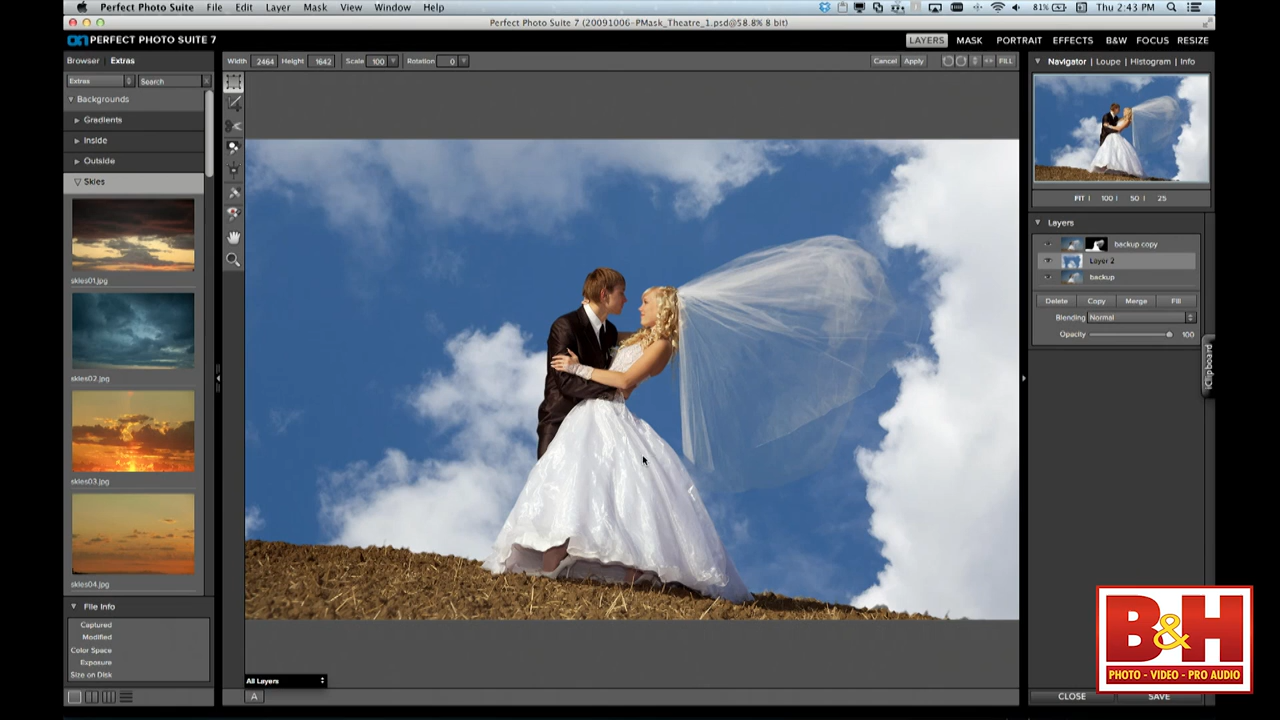 Perfect Photo Suite File Edit Layer Mask View Window Help 81% Thu 2:43 PM
Perfect Photo Suite 7 (20091006-PMask_Theatre_1.psd@58.8% 8 bit)
on PERFECT PHOTO SUITE 7 LAYERS MASK PORTRAIT EFFECTS B&W FOCUS RESIZE
Browser Extras Width 2464 Height 1642 Scale 100 Rotation 0 Cancel Apply FILL Navigator Loupe Histogram Info
Extras Search
Backgrounds
Gradients
Inside
Outside
Skies
skies01.jpg
skies02.jpg
skies03.jpg
skies04.jpg
File Info
Captured
Modified
Color Space
Exposure
Size on Disk
All Layers
A
FIT 100 50 25
Layers
backup copy
Layer 2
backup
Delete Copy Merge Fill
Blending Normal
Opacity 100
iClipboard
B&H
PHOTO - VIDEO - PRO AUDIO
CLOSE SAVE